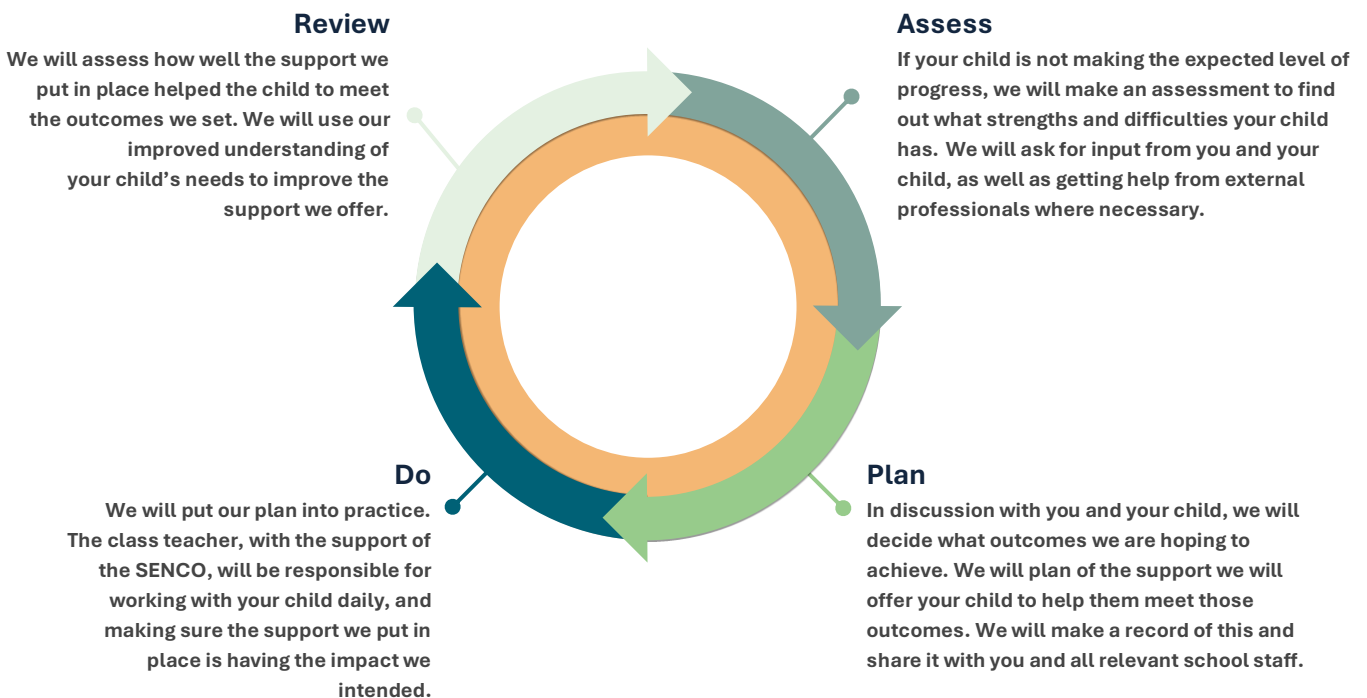 Review
We will assess how well the support we
put in place helped the child to meet
the outcomes we set. We will use our
improved understanding of
your child’s needs to improve the
support we offer.
Assess
If your child is not making the expected level of
progress, we will make an assessment to find
out what strengths and difficulties your child
has. We will ask for input from you and your
child, as well as getting help from external
professionals where necessary.
Do
We will put our plan into practice.
The class teacher, with the support of
the SENCO, will be responsible for
working with your child daily, and
making sure the support we put in
place is having the impact we
intended.
Plan
In discussion with you and your child, we will
decide what outcomes we are hoping to
achieve. We will plan of the support we will
offer your child to help them meet those
outcomes. We will make a record of this and
share it with you and all relevant school staff.